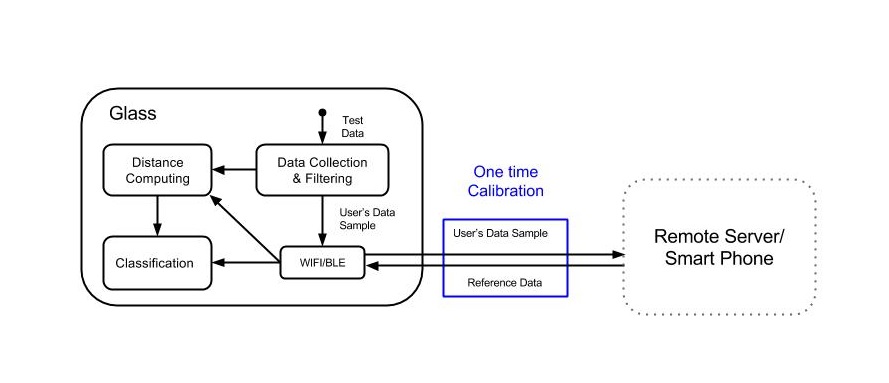 Glass
Test
Data
Distance
Computing
Data Collection
& Filtering
User's Data
Sample
Classification
WIFI/BLE
One time
Calibration
User's Data Sample
Reference Data
Remote Server/
Smart Phone